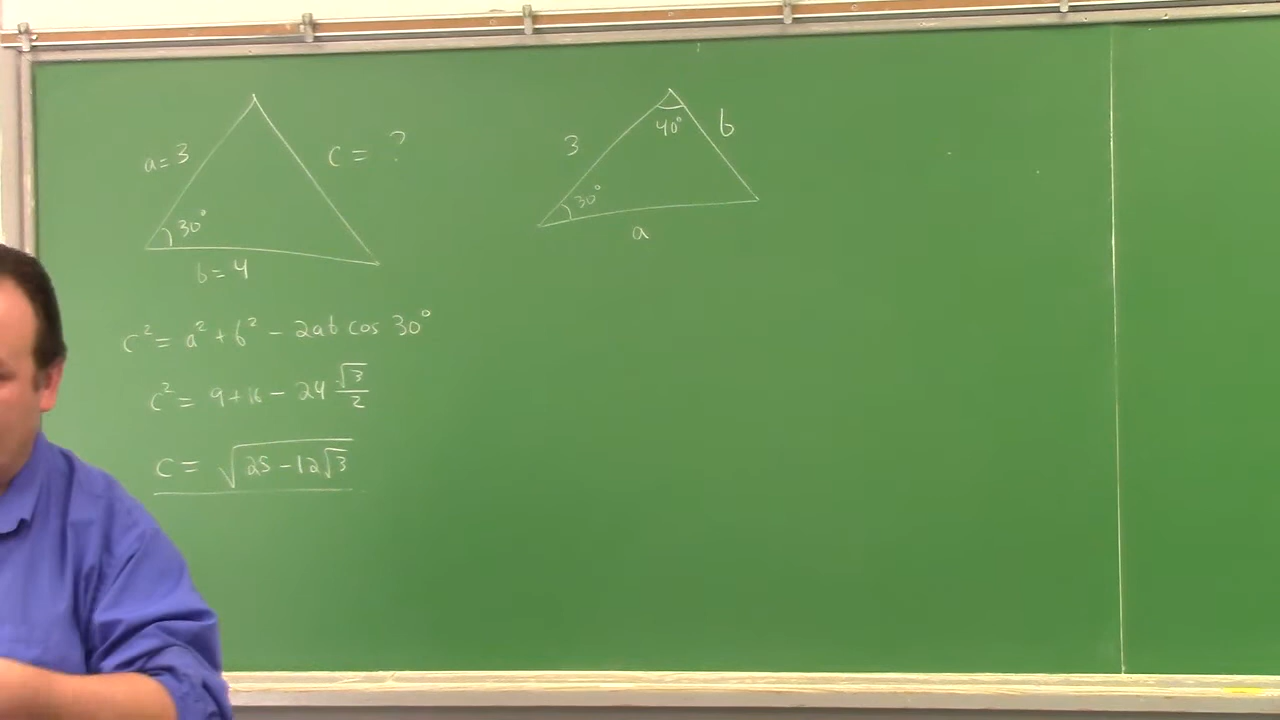 a = 3
c = ?
30°
b = 4
c² = a² + b² - 2ab cos 30°
c² = 9 + 16 - 24 √3/2
c = √(25 - 12√3)
3
40°
b
30°
a